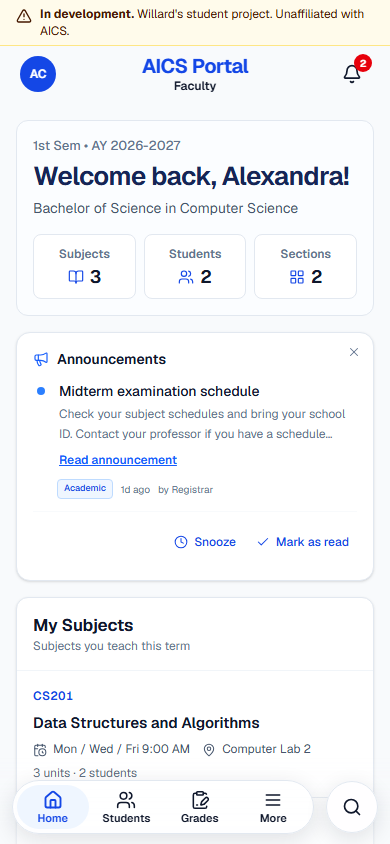 In development. Willard's student project. Unaffiliated with
AICS.
AC
AICS Portal
Faculty
2
1st Sem • AY 2026-2027
Welcome back, Alexandra!
Bachelor of Science in Computer Science
Subjects
3
Students
2
Sections
2
Announcements
Midterm examination schedule
Check your subject schedules and bring your school
ID. Contact your professor if you have a schedule…
Read announcement
Academic 1d ago by Registrar
Snooze Mark as read
My Subjects
Subjects you teach this term
CS201
Data Structures and Algorithms
Mon / Wed / Fri 9:00 AM Computer Lab 2
3 units · 2 students
Home Students Grades More